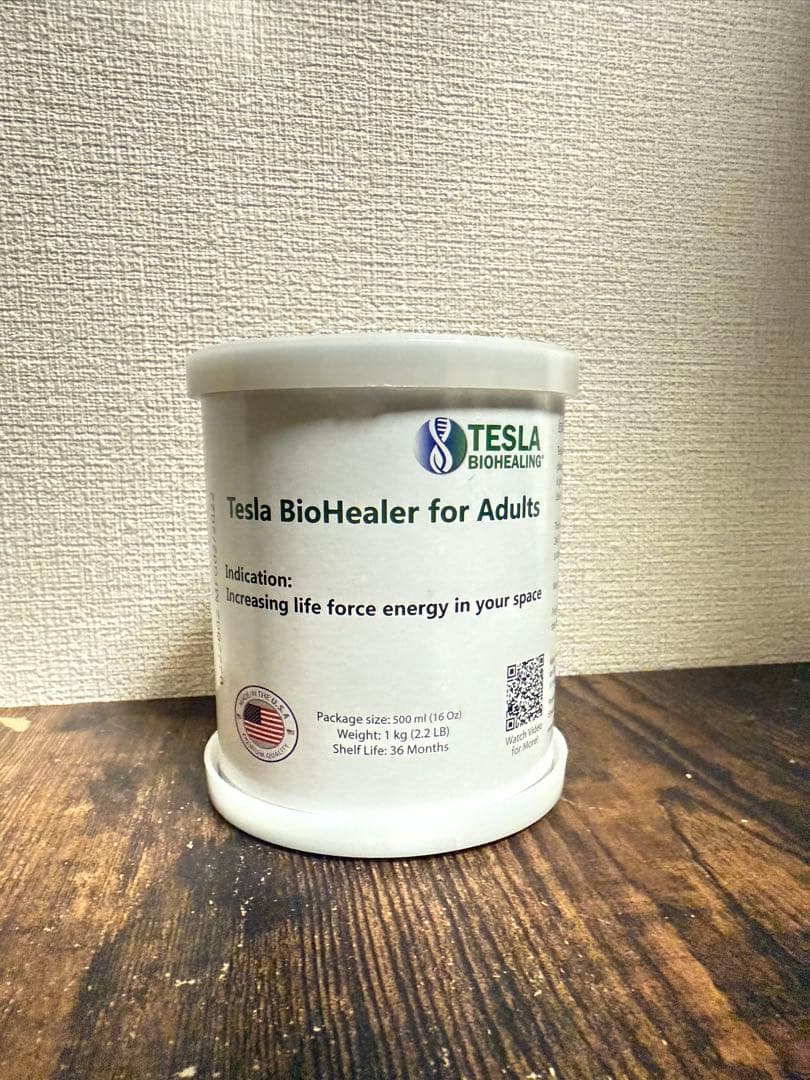 TESLA
BIOHEALING®
Tesla BioHealer for Adults
Indication:
Increasing life force energy in your space
MADE IN THE U.S.A
PREMIUM QUALITY
Package size: 500 ml (16 Oz)
Weight: 1 kg (2.2 LB)
Shelf Life: 36 Months
Watch Video
for More!